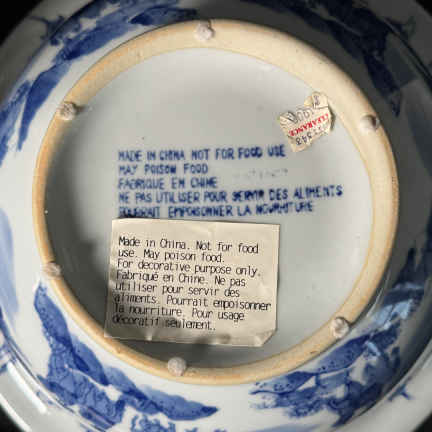 CLEARANCE
MADE IN CHINA NOT FOR FOOD USE
MAY POISON FOOD
FABRIQUE EN CHINE
NE PAS UTILISER POUR SERVIR DES ALIMENTS
POURRAIT EMPOISONNER LA NOURRITURE
Made in China. Not for food
use. May poison food.
For decorative purpose only.
Fabriqué en Chine. Ne pas
utiliser pour servir des
aliments. Pourrait empoisonner
la nourriture. Pour usage
décoratif seulement.